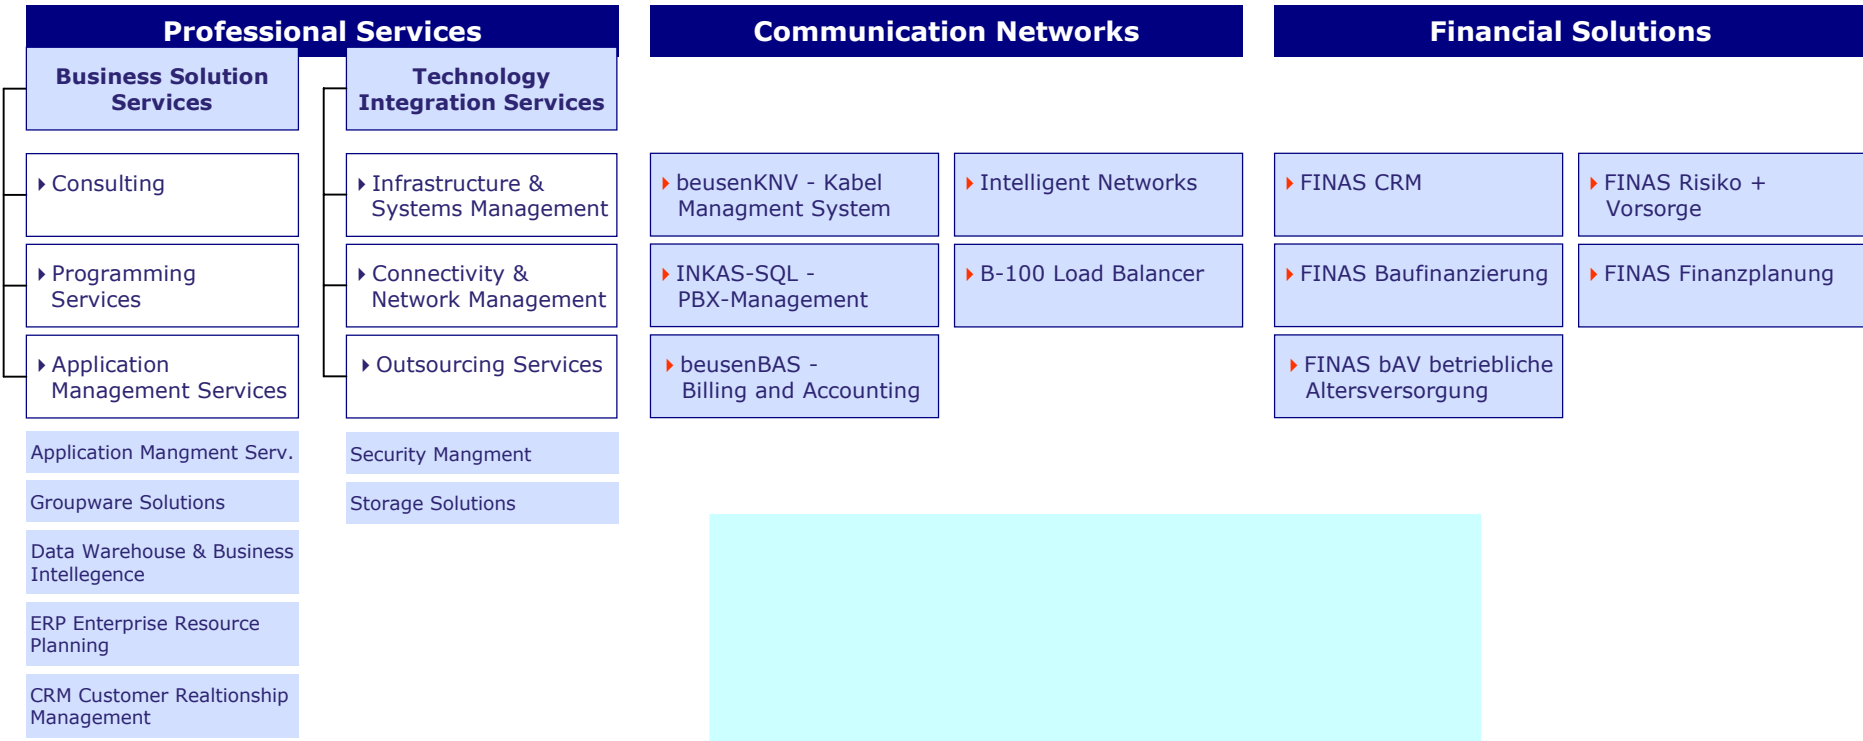 Professional Services
Business Solution
Services
Consulting
Programming
Services
Application
Management Services
Application Mangment Serv.
Groupware Solutions
Data Warehouse & Business
Intellegence
ERP Enterprise Resource
Planning
CRM Customer Realtionship
Management
Technology
Integration Services
Infrastructure &
Systems Management
Connectivity &
Network Management
Outsourcing Services
Security Mangment
Storage Solutions
Communication Networks
beusenKNV - Kabel
Managment System
Intelligent Networks
INKAS-SQL -
PBX-Management
B-100 Load Balancer
beusenBAS -
Billing and Accounting
Financial Solutions
FINAS CRM
FINAS Risiko +
Vorsorge
FINAS Baufinanzierung
FINAS Finanzplanung
FINAS bAV betriebliche
Altersversorgung